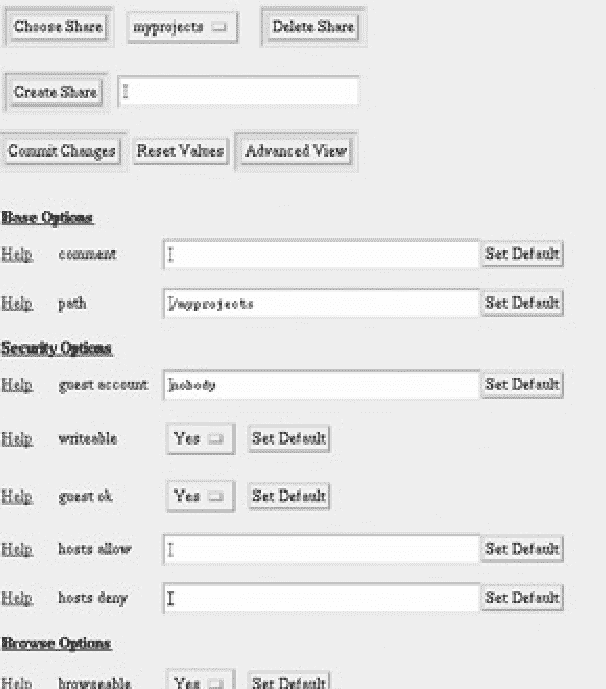 Choose Share myprojects Delete Share
Create Share
Commit Changes Reset Values Advanced View
Base Options
Help comment Set Default
Help path /myprojects Set Default
Security Options
Help guest account nobody Set Default
Help writeable Yes Set Default
Help guest ok Yes Set Default
Help hosts allow Set Default
Help hosts deny Set Default
Browse Options
Help browseable Yes Set Default